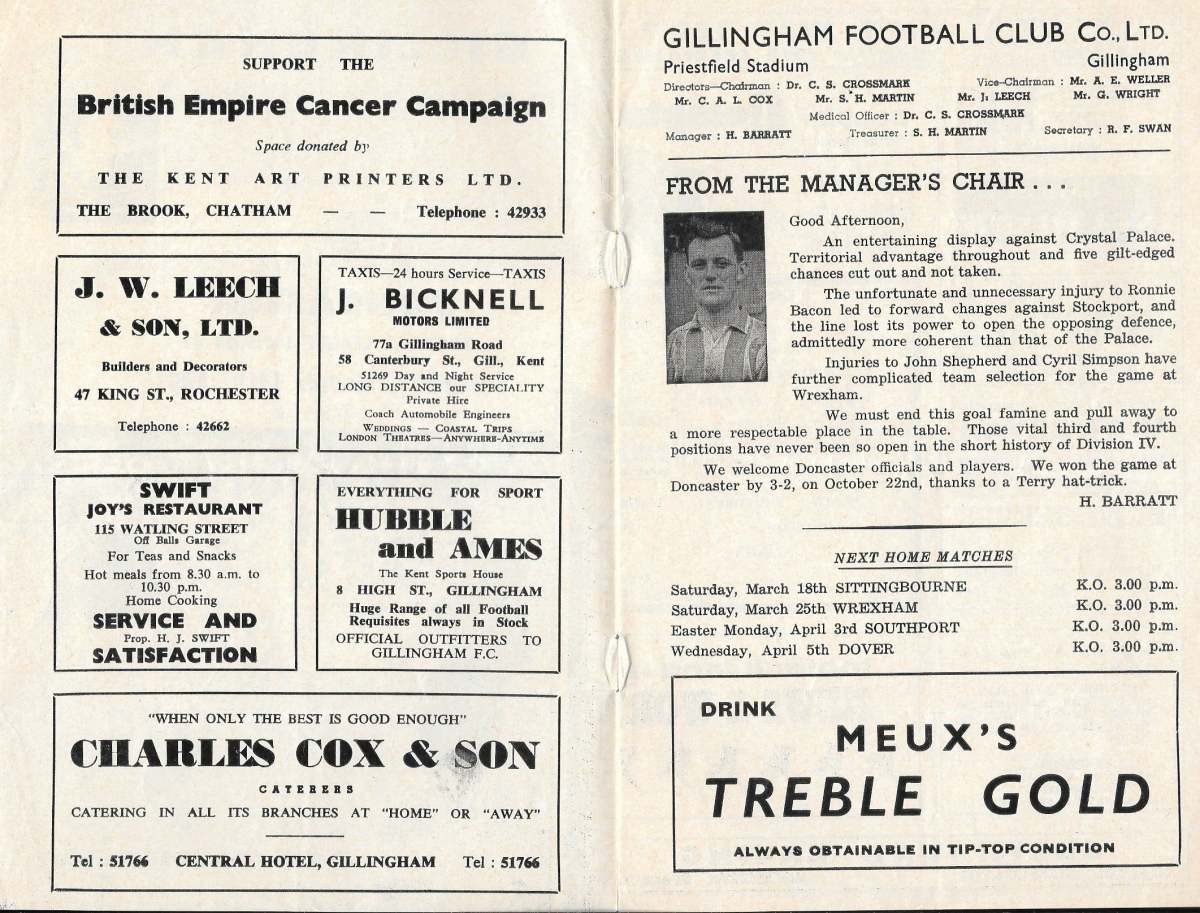 SUPPORT THE
British Empire Cancer Campaign
Space donated by
THE KENT ART PRINTERS LTD.
THE BROOK, CHATHAM — — Telephone : 42933
J. W. LEECH
& SON, LTD.
Builders and Decorators
47 KING ST., ROCHESTER
Telephone : 42662
TAXIS—24 hours Service—TAXIS
J. BICKNELL
MOTORS LIMITED
77a Gillingham Road
58 Canterbury St., Gill., Kent
51269 Day and Night Service
LONG DISTANCE our SPECIALITY
Private Hire
Coach Automobile Engineers
WEDDINGS — COASTAL TRIPS
LONDON THEATRES—ANYWHERE-ANYTIME
SWIFT
JOY'S RESTAURANT
115 WATLING STREET
Off Balls Garage
For Teas and Snacks
Hot meals from 8.30 a.m. to
10.30 p.m.
Home Cooking
SERVICE AND
Prop. H. J. SWIFT
SATISFACTION
EVERYTHING FOR SPORT
HUBBLE
and AMES
The Kent Sports House
8 HIGH ST., GILLINGHAM
Huge Range of all Football
Requisites always in Stock
OFFICIAL OUTFITTERS TO
GILLINGHAM F.C.
"WHEN ONLY THE BEST IS GOOD ENOUGH"
CHARLES COX & SON
CATERERS
CATERING IN ALL ITS BRANCHES AT "HOME" OR "AWAY"
Tel : 51766 CENTRAL HOTEL, GILLINGHAM Tel : 51766
GILLINGHAM FOOTBALL CLUB CO., LTD.
Priestfield Stadium Gillingham
Directors—Chairman : Dr. C. S. CROSSMARK Vice-Chairman : Mr. A. E. WELLER
Mr. C. A. L. COX Mr. S. H. MARTIN Mr. J. LEECH Mr. G. WRIGHT
Medical Officer : Dr. C. S. CROSSMARK
Manager : H. BARRATT Treasurer : S. H. MARTIN Secretary : R. F. SWAN
FROM THE MANAGER'S CHAIR . . .
Good Afternoon,
An entertaining display against Crystal Palace.
Territorial advantage throughout and five gilt-edged
chances cut out and not taken.
The unfortunate and unnecessary injury to Ronnie
Bacon led to forward changes against Stockport, and
the line lost its power to open the opposing defence,
admittedly more coherent than that of the Palace.
Injuries to John Shepherd and Cyril Simpson have
further complicated team selection for the game at
Wrexham.
We must end this goal famine and pull away to
a more respectable place in the table. Those vital third and fourth
positions have never been so open in the short history of Division IV.
We welcome Doncaster officials and players. We won the game at
Doncaster by 3-2, on October 22nd, thanks to a Terry hat-trick.
H. BARRATT
NEXT HOME MATCHES
Saturday, March 18th SITTINGBOURNE K.O. 3.00 p.m.
Saturday, March 25th WREXHAM K.O. 3.00 p.m.
Easter Monday, April 3rd SOUTHPORT K.O. 3.00 p.m.
Wednesday, April 5th DOVER K.O. 3.00 p.m.
DRINK
MEUX'S
TREBLE GOLD
ALWAYS OBTAINABLE IN TIP-TOP CONDITION